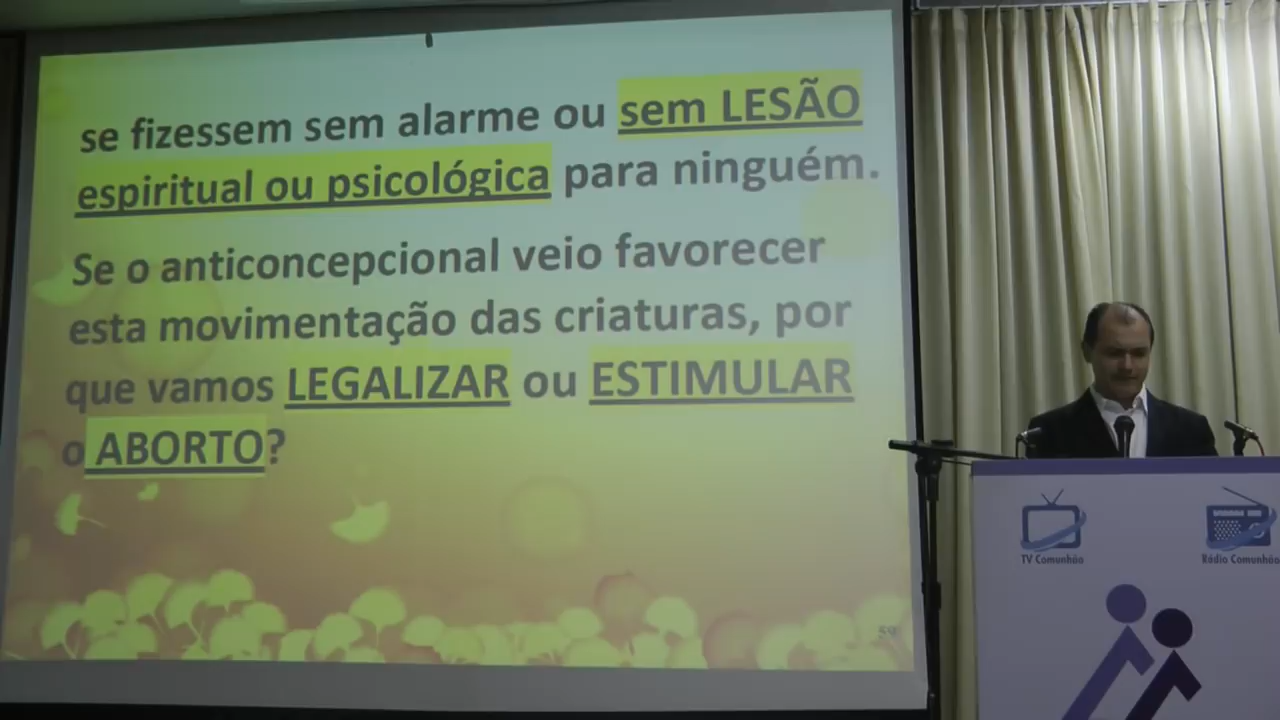 se fizessem sem alarme ou sem LESÃO
espiritual ou psicológica para ninguém.
Se o anticoncepcional veio favorecer
esta movimentação das criaturas, por
que vamos LEGALIZAR ou ESTIMULAR
o ABORTO?
59
TV Comunhão
Rádio Comunhão